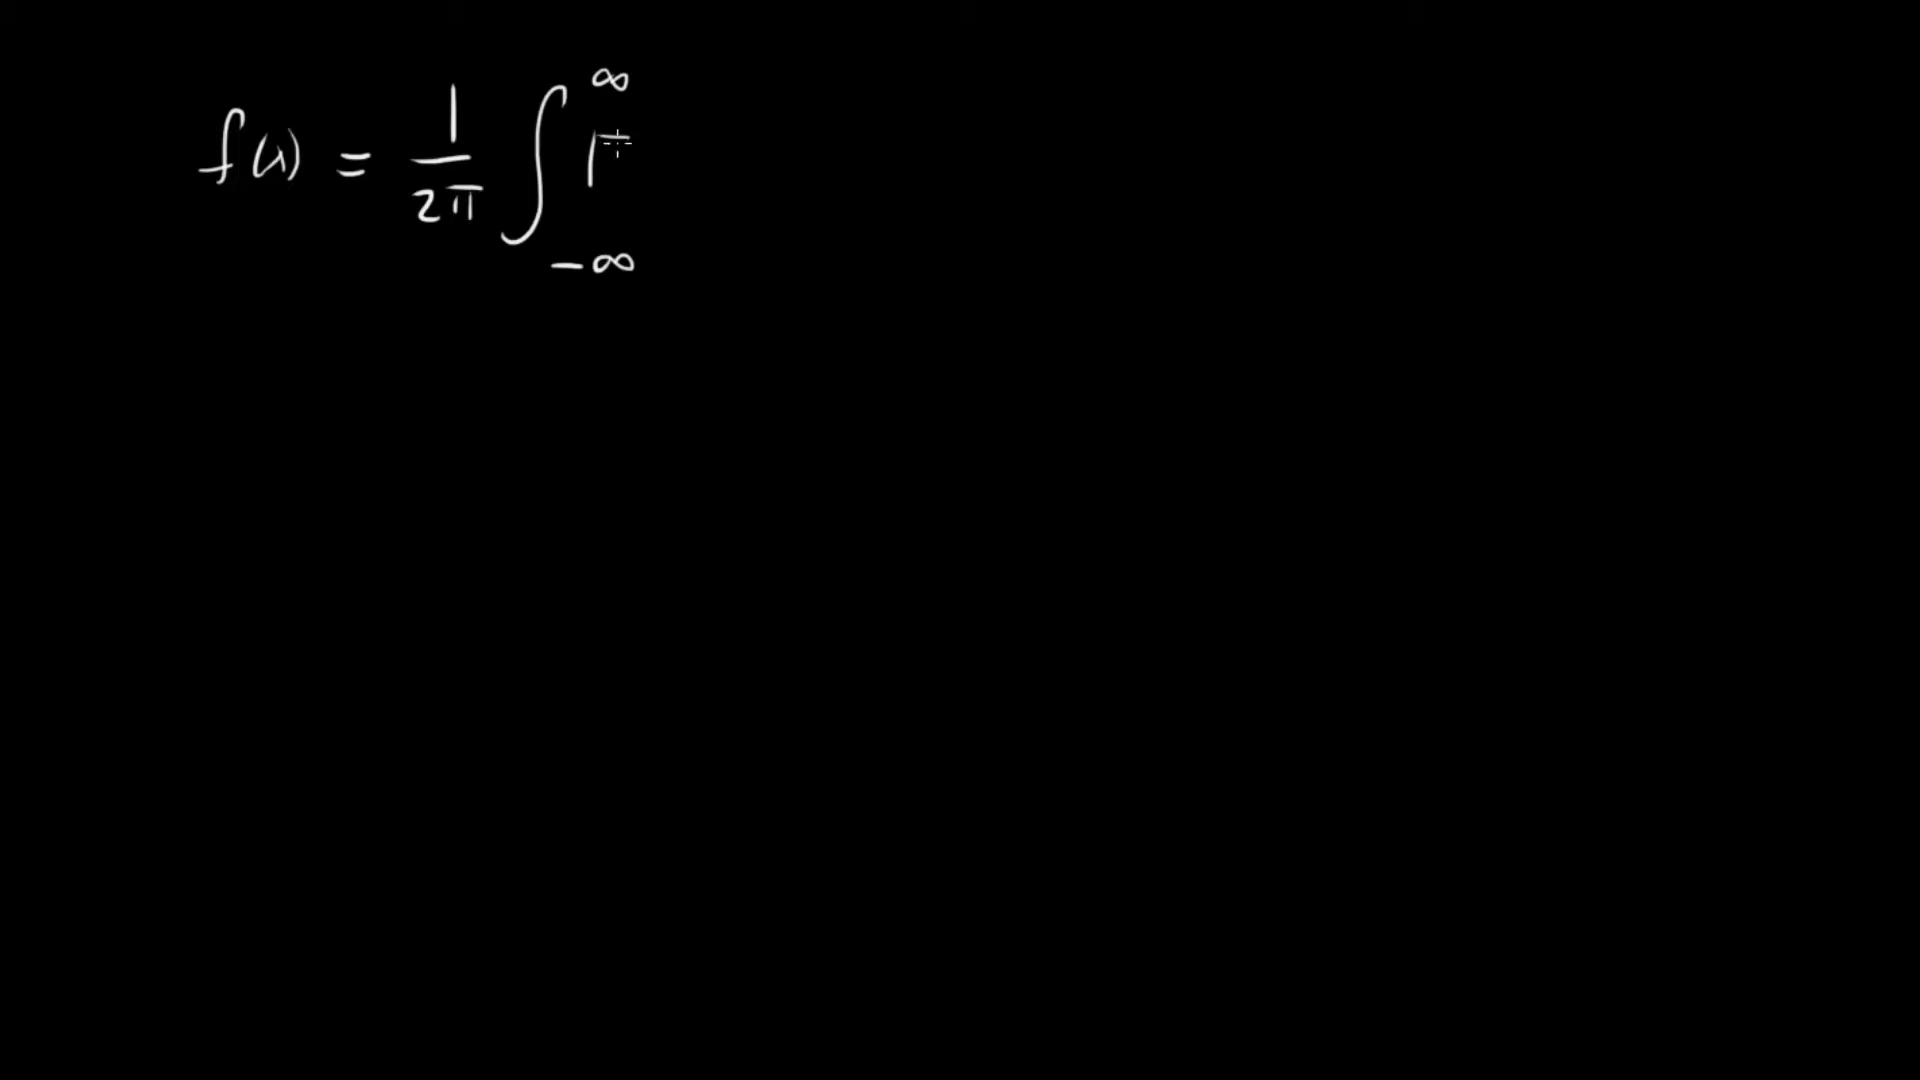 f(x) = 1/2π ∫_{-∞}^{∞}